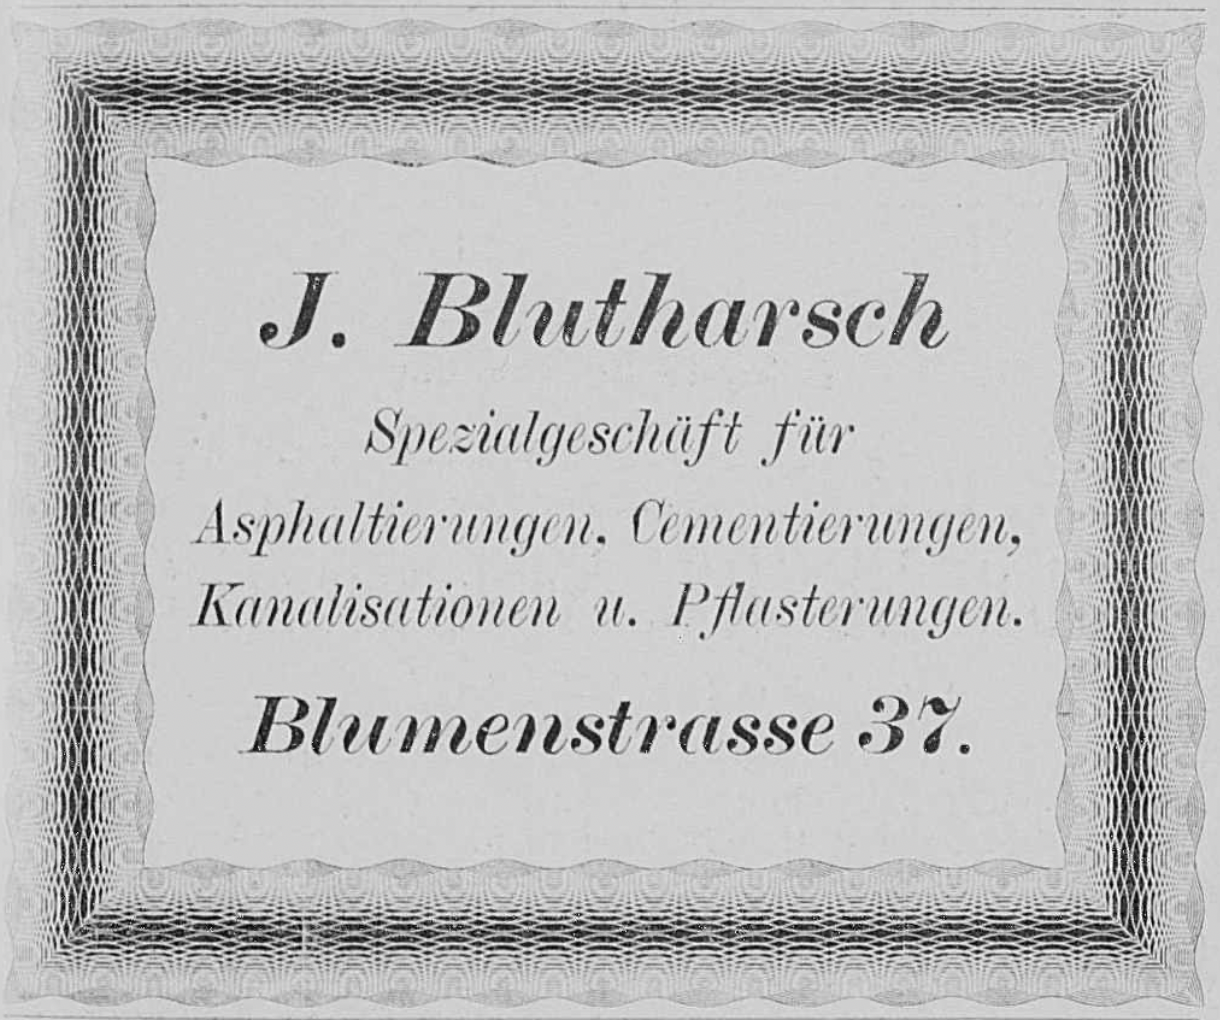 J. Blutharsch
Spezialgeschäft für
Asphaltierungen, Cementierungen,
Kanalisationen u. Pflasterungen.
Blumenstrasse 37.